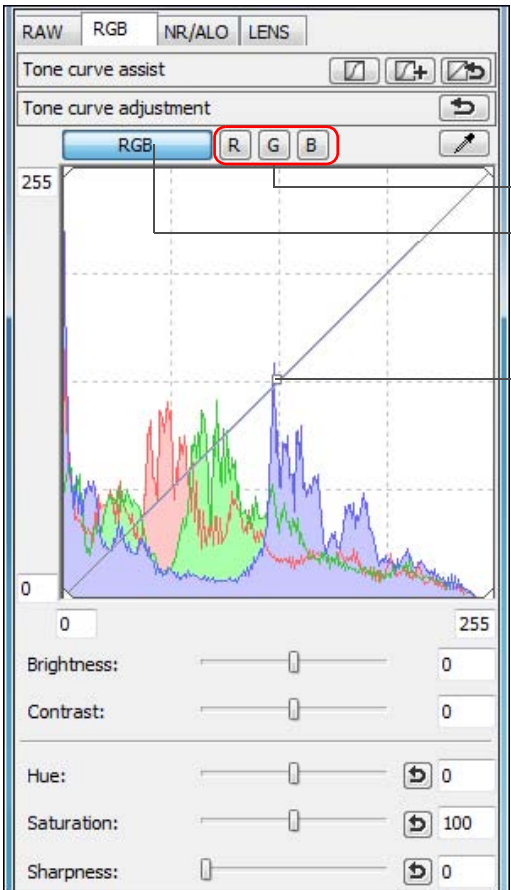 RAW RGB NR/ALO LENS
Tone curve assist
Tone curve adjustment
RGB R G B
255
0
0 255
Brightness: 0
Contrast: 0
Hue: 0
Saturation: 100
Sharpness: 0